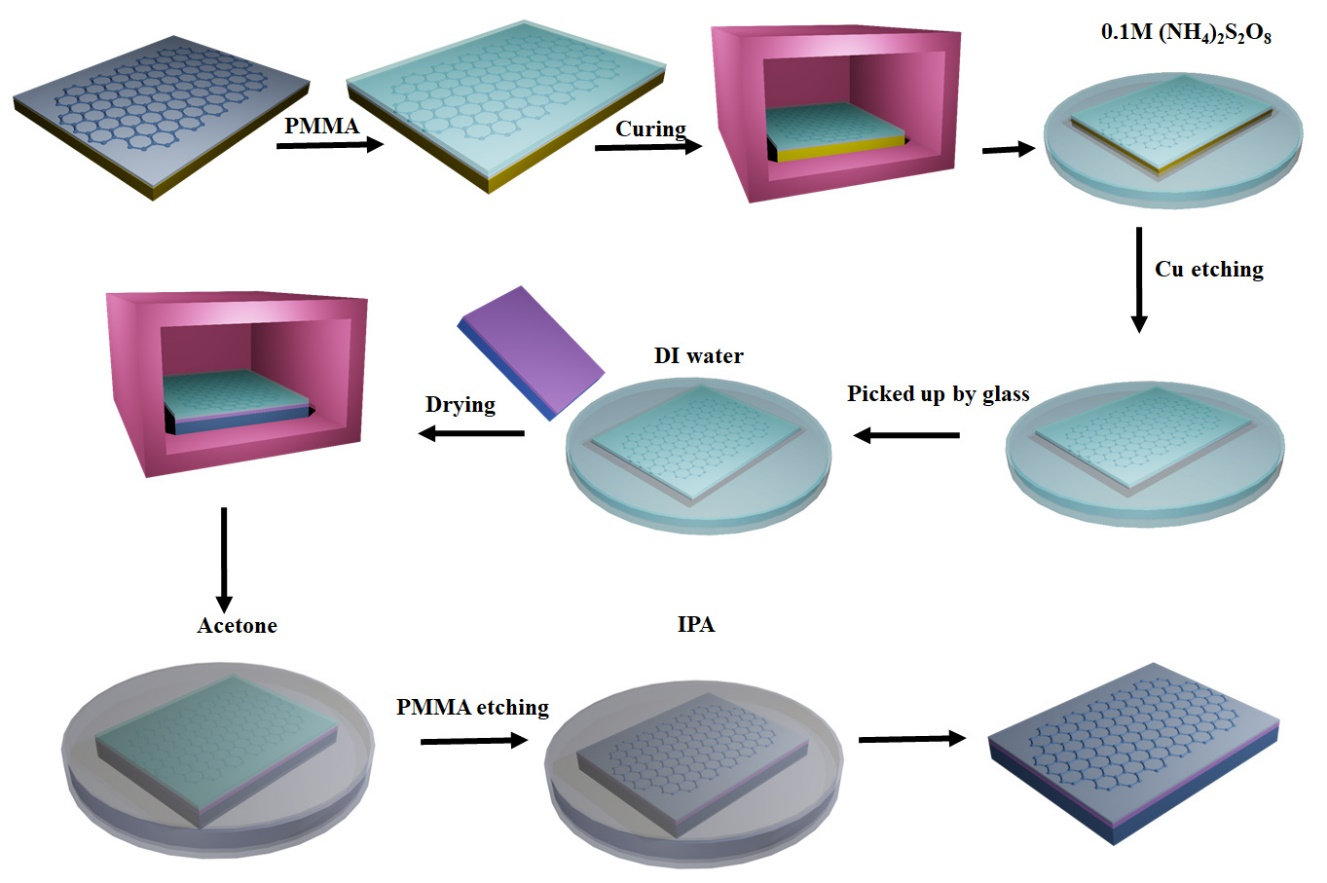 0.1M (NH₄)₂S₂O₈
PMMA
Curing
Cu etching
DI water
Picked up by glass
Drying
Acetone
IPA
PMMA etching